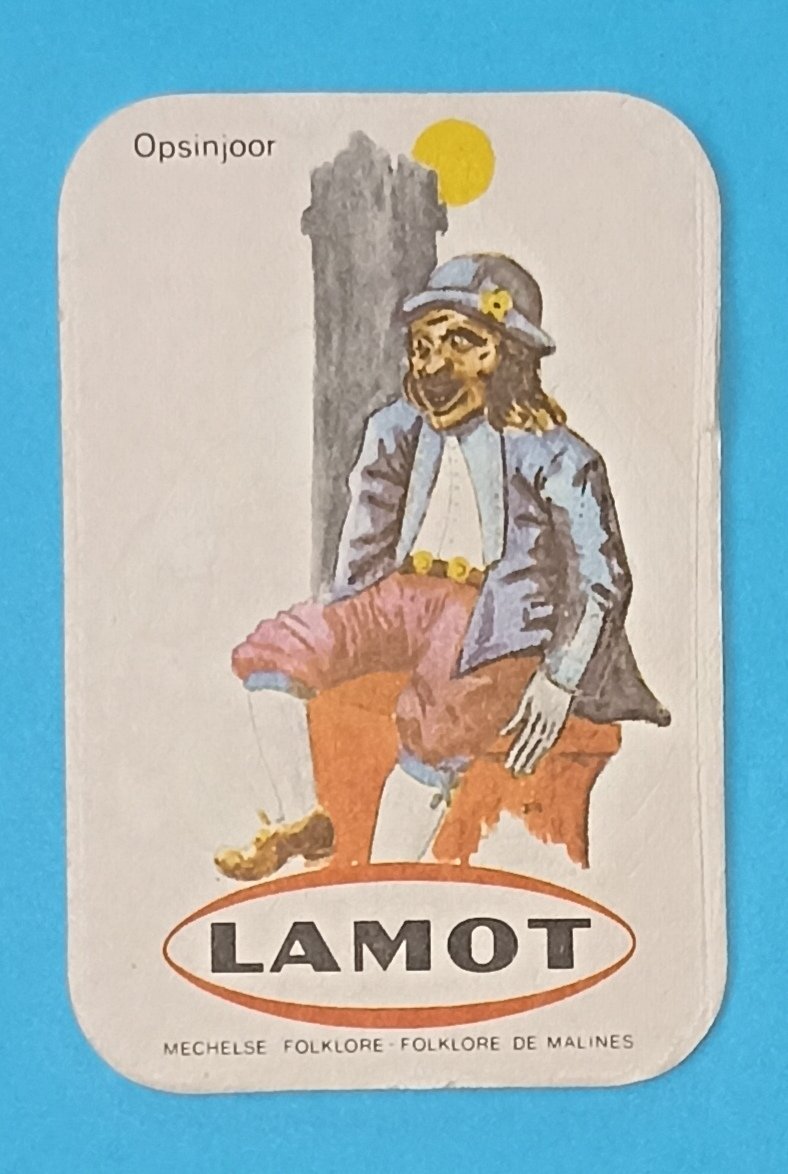 Opsinjoor
LAMOT
MECHELSE FOLKLORE - FOLKLORE DE MALINES